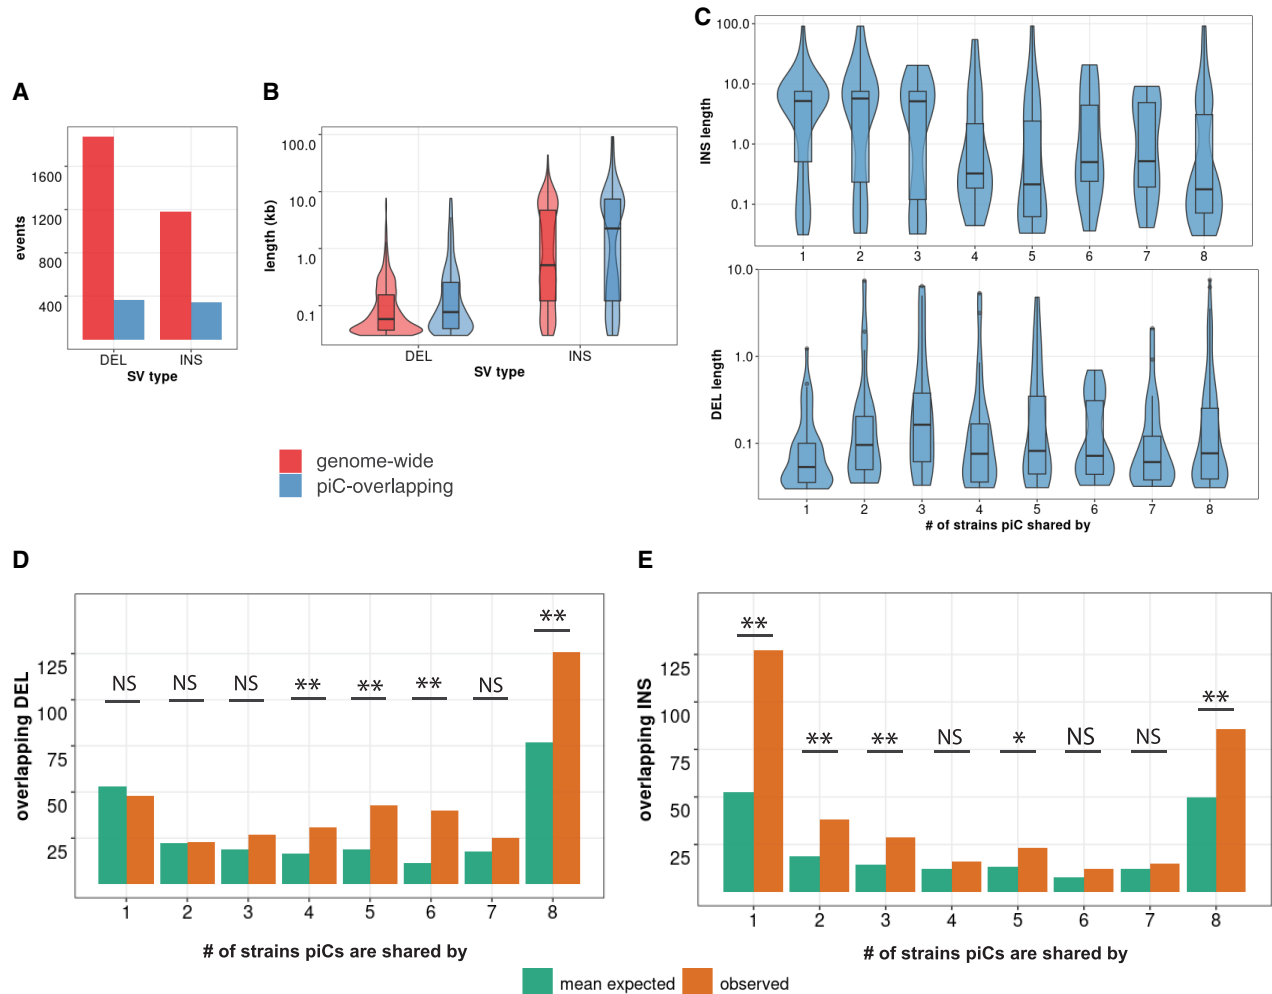 A
1600
1200
800
400
events
DEL
INS
SV type
B
100.0
10.0
1.0
0.1
length (kb)
DEL
INS
SV type
genome-wide
piC-overlapping
C
100.0
10.0
1.0
0.1
INS length
1 2 3 4 5 6 7 8
10.0
1.0
0.1
DEL length
1 2 3 4 5 6 7 8
# of strains piC shared by
D
125
100
75
50
25
overlapping DEL
NS NS NS ** ** ** NS **
1 2 3 4 5 6 7 8
# of strains piCs are shared by
E
125
100
75
50
25
overlapping INS
** ** ** NS * NS NS **
1 2 3 4 5 6 7 8
# of strains piCs are shared by
mean expected observed